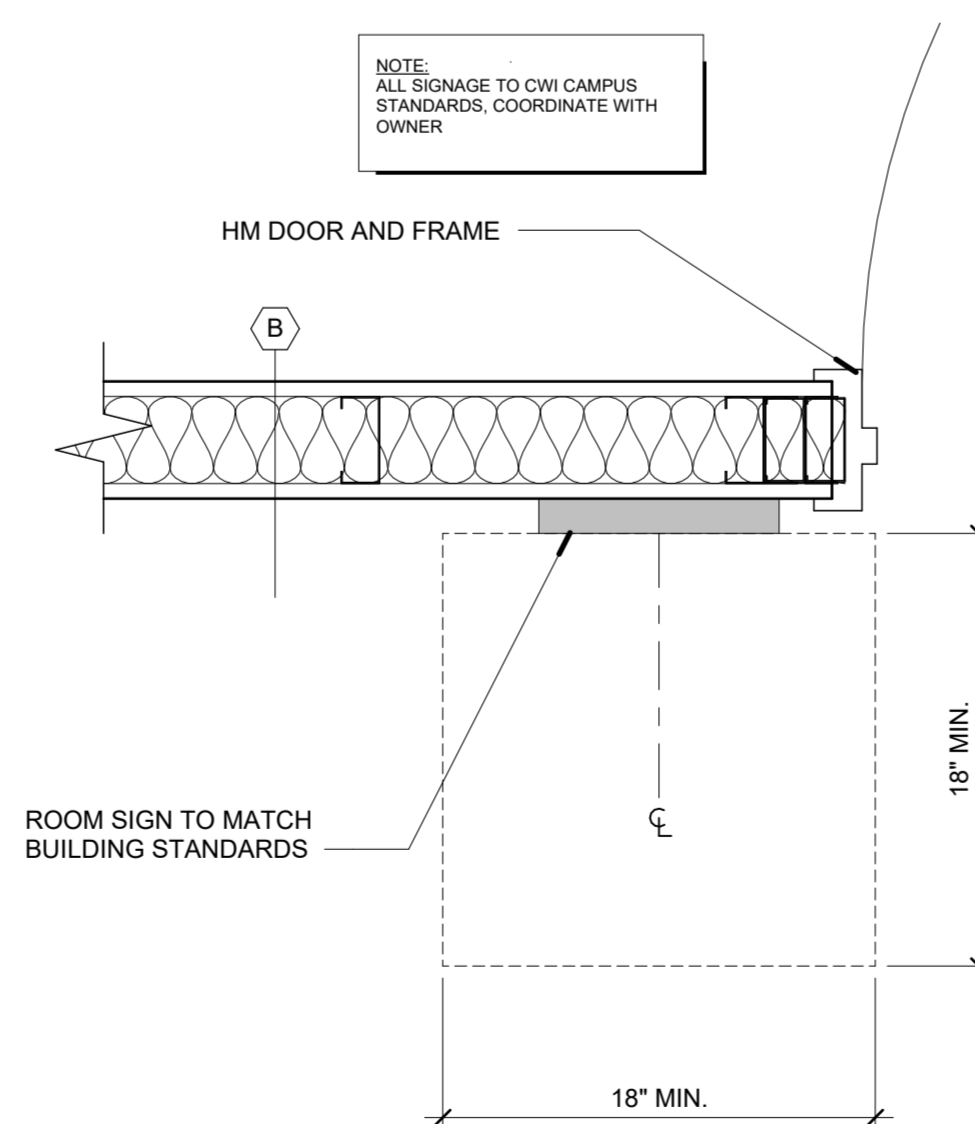 NOTE:
ALL SIGNAGE TO CWI CAMPUS
STANDARDS, COORDINATE WITH
OWNER
HM DOOR AND FRAME
B
18" MIN.
ROOM SIGN TO MATCH
BUILDING STANDARDS
℄
18" MIN.